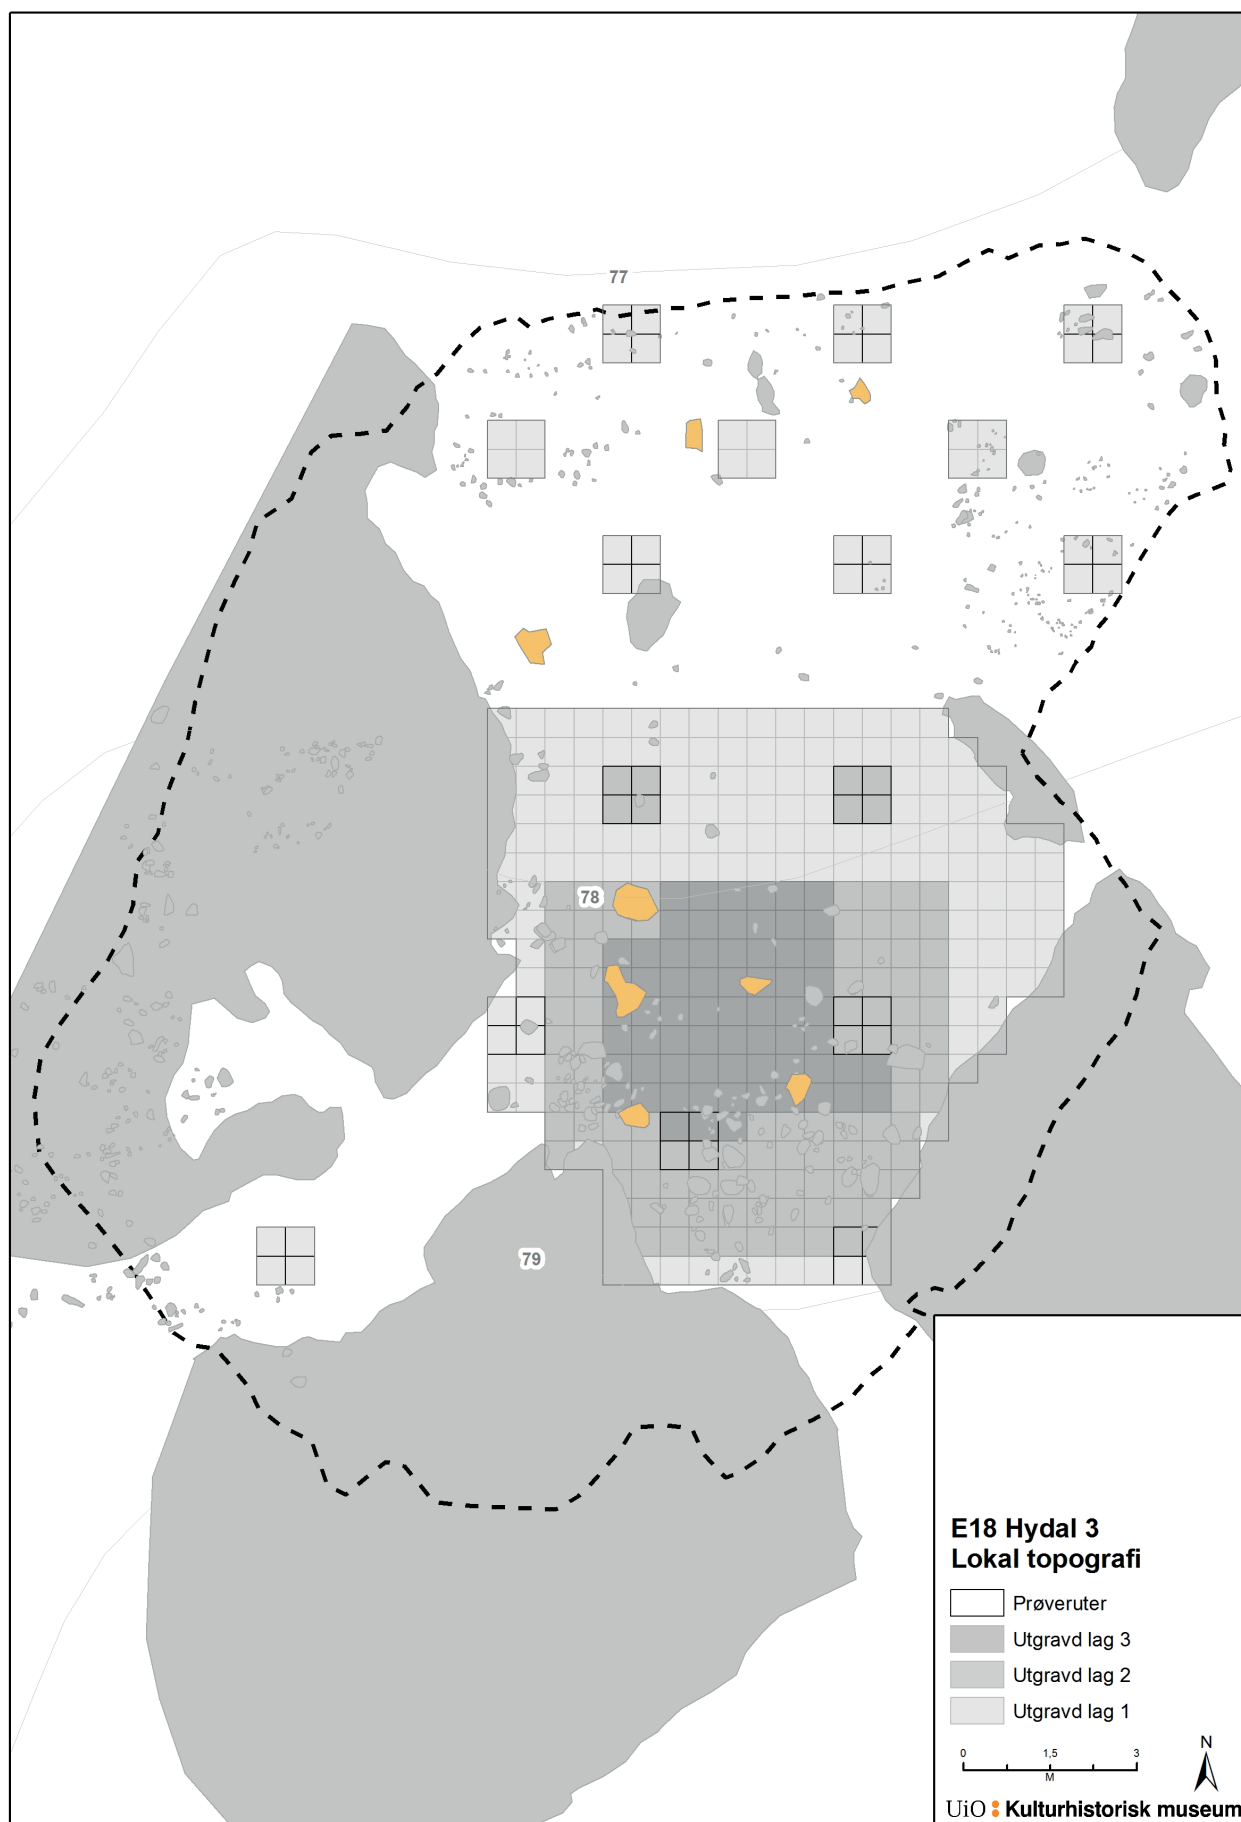 77
78
79
E18 Hydal 3
Lokal topografi
Prøveruter
Utgravd lag 3
Utgravd lag 2
Utgravd lag 1
0 1,5 3
M
N
UiO Kulturhistorisk museum